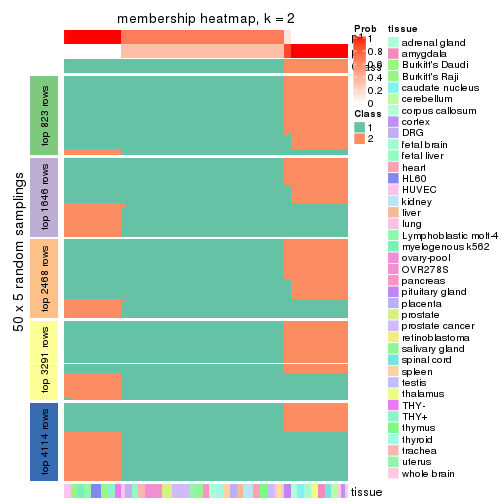 membership heatmap, k = 2
50 x 5 random samplings
top 823 rows
top 1646 rows
top 2468 rows
top 3291 rows
top 4114 rows
p1
p2
Class
tissue
Prob
1
0.8
0.6
0.4
0.2
0
Class
1
2
tissue
adrenal gland
amygdala
Burkitt's Daudi
Burkitt's Raji
caudate nucleus
cerebellum
corpus callosum
cortex
DRG
fetal brain
fetal liver
heart
HL60
HUVEC
kidney
liver
lung
Lymphoblastic molt-4
myelogenous k562
ovary-pool
OVR278S
pancreas
pituitary gland
placenta
prostate
prostate cancer
retinoblastoma
salivary gland
spinal cord
spleen
testis
thalamus
THY-
THY+
thymus
thyroid
trachea
uterus
whole brain